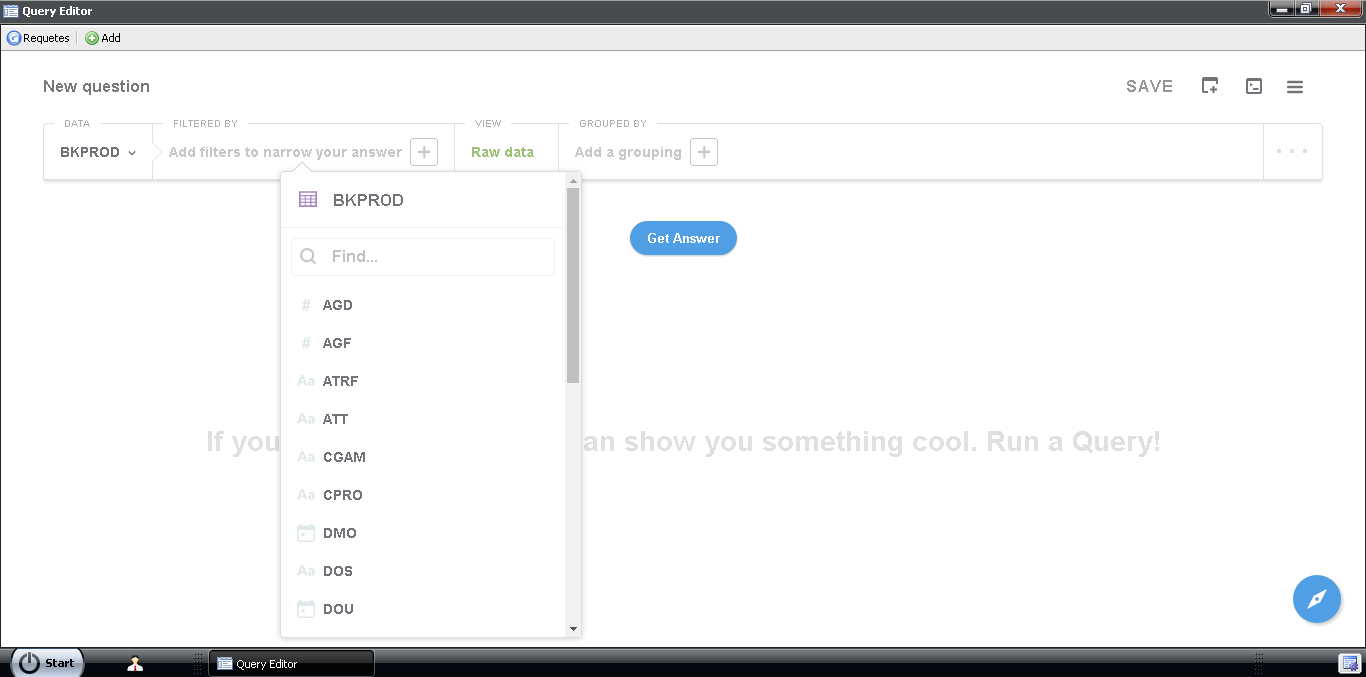 Query Editor
Requetes
Add
New question
SAVE
DATA
FILTERED BY
VIEW
GROUPED BY
BKPROD
Add filters to narrow your answer
Raw data
Add a grouping
BKPROD
Get Answer
Find...
# AGD
# AGF
Aa ATRF
Aa ATT
If you
an show you something cool. Run a Query!
Aa CGAM
Aa CPRO
DMO
Aa DOS
DOU
Start
Query Editor